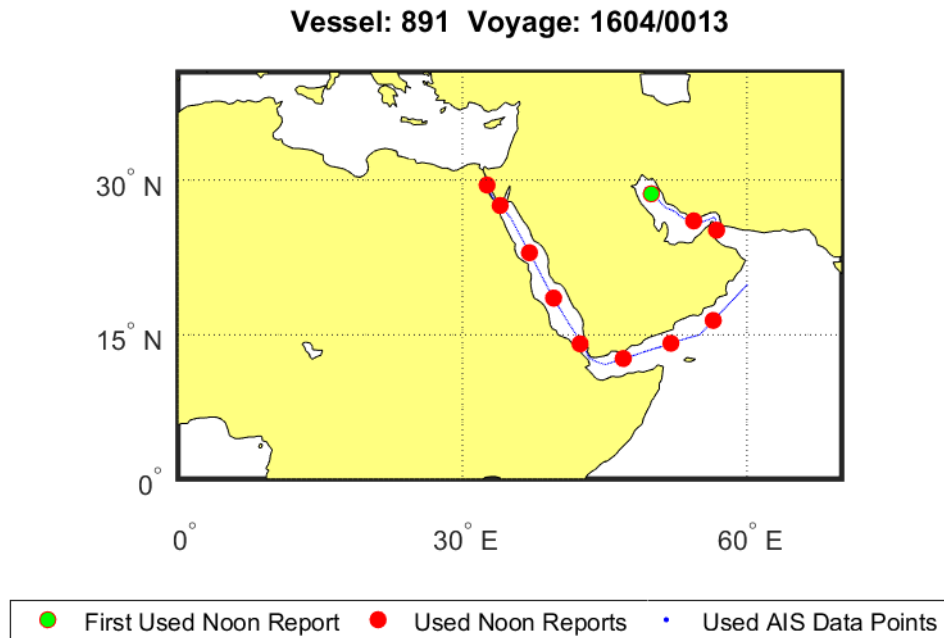 Vessel: 891 Voyage: 1604/0013
30° N
15° N
0°
0° 30° E 60° E
First Used Noon Report Used Noon Reports Used AIS Data Points